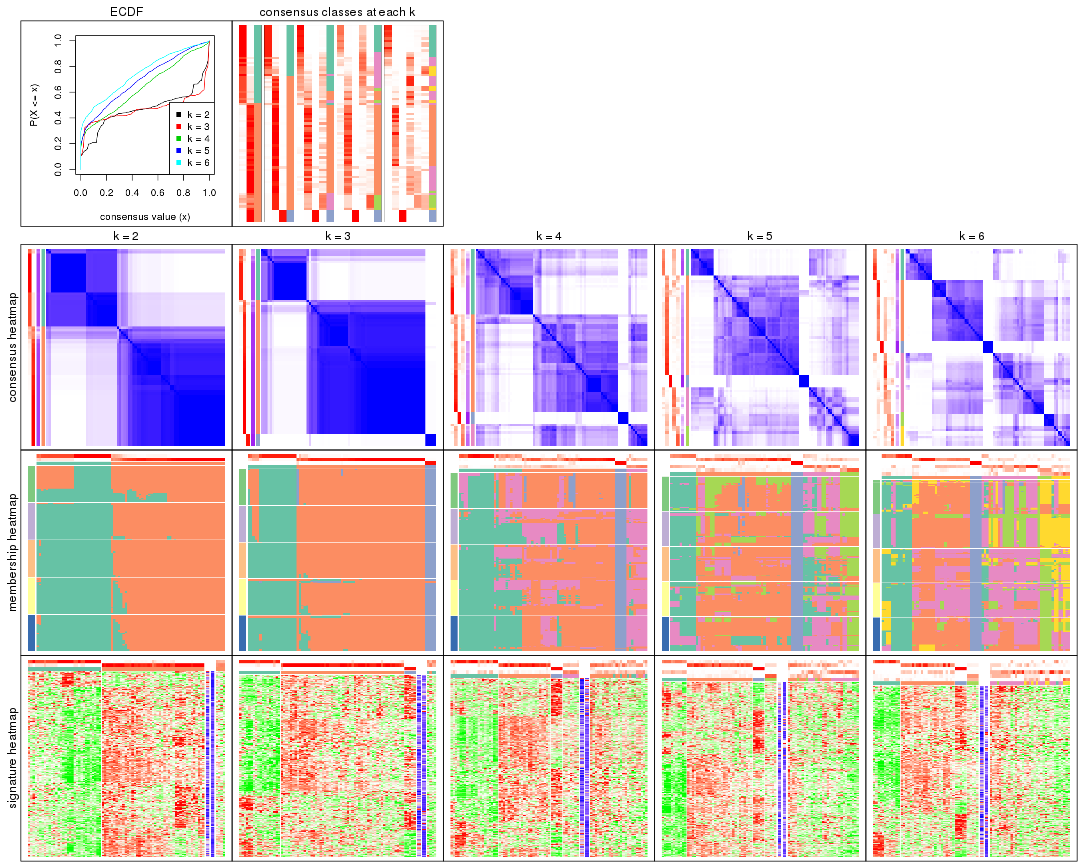 ECDF
consensus classes at each k
P(X <= x)
0.0 0.2 0.4 0.6 0.8 1.0
k = 2
k = 3
k = 4
k = 5
k = 6
0.0 0.2 0.4 0.6 0.8 1.0
consensus value (x)
k = 2
k = 3
k = 4
k = 5
k = 6
consensus heatmap
membership heatmap
signature heatmap